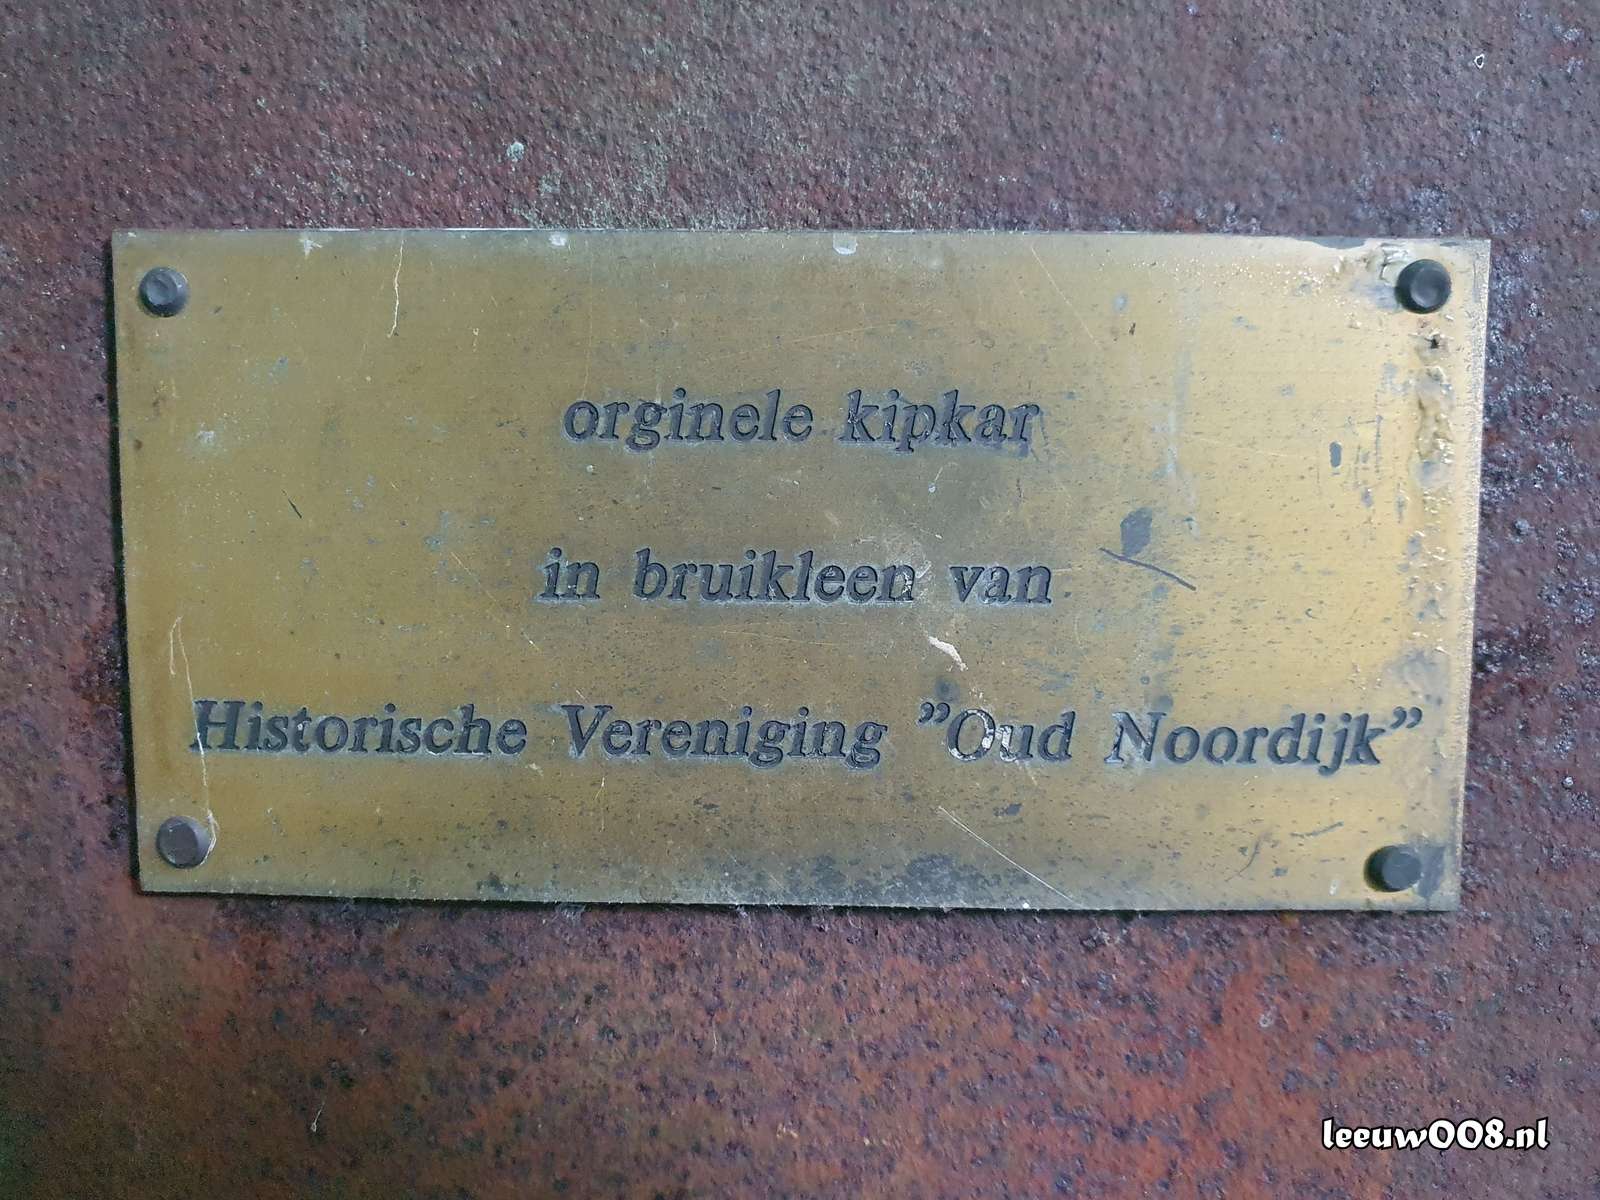 orginele kipkar
in bruikleen van
Historische Vereniging "Oud Noordijk"
leeuw008.nl